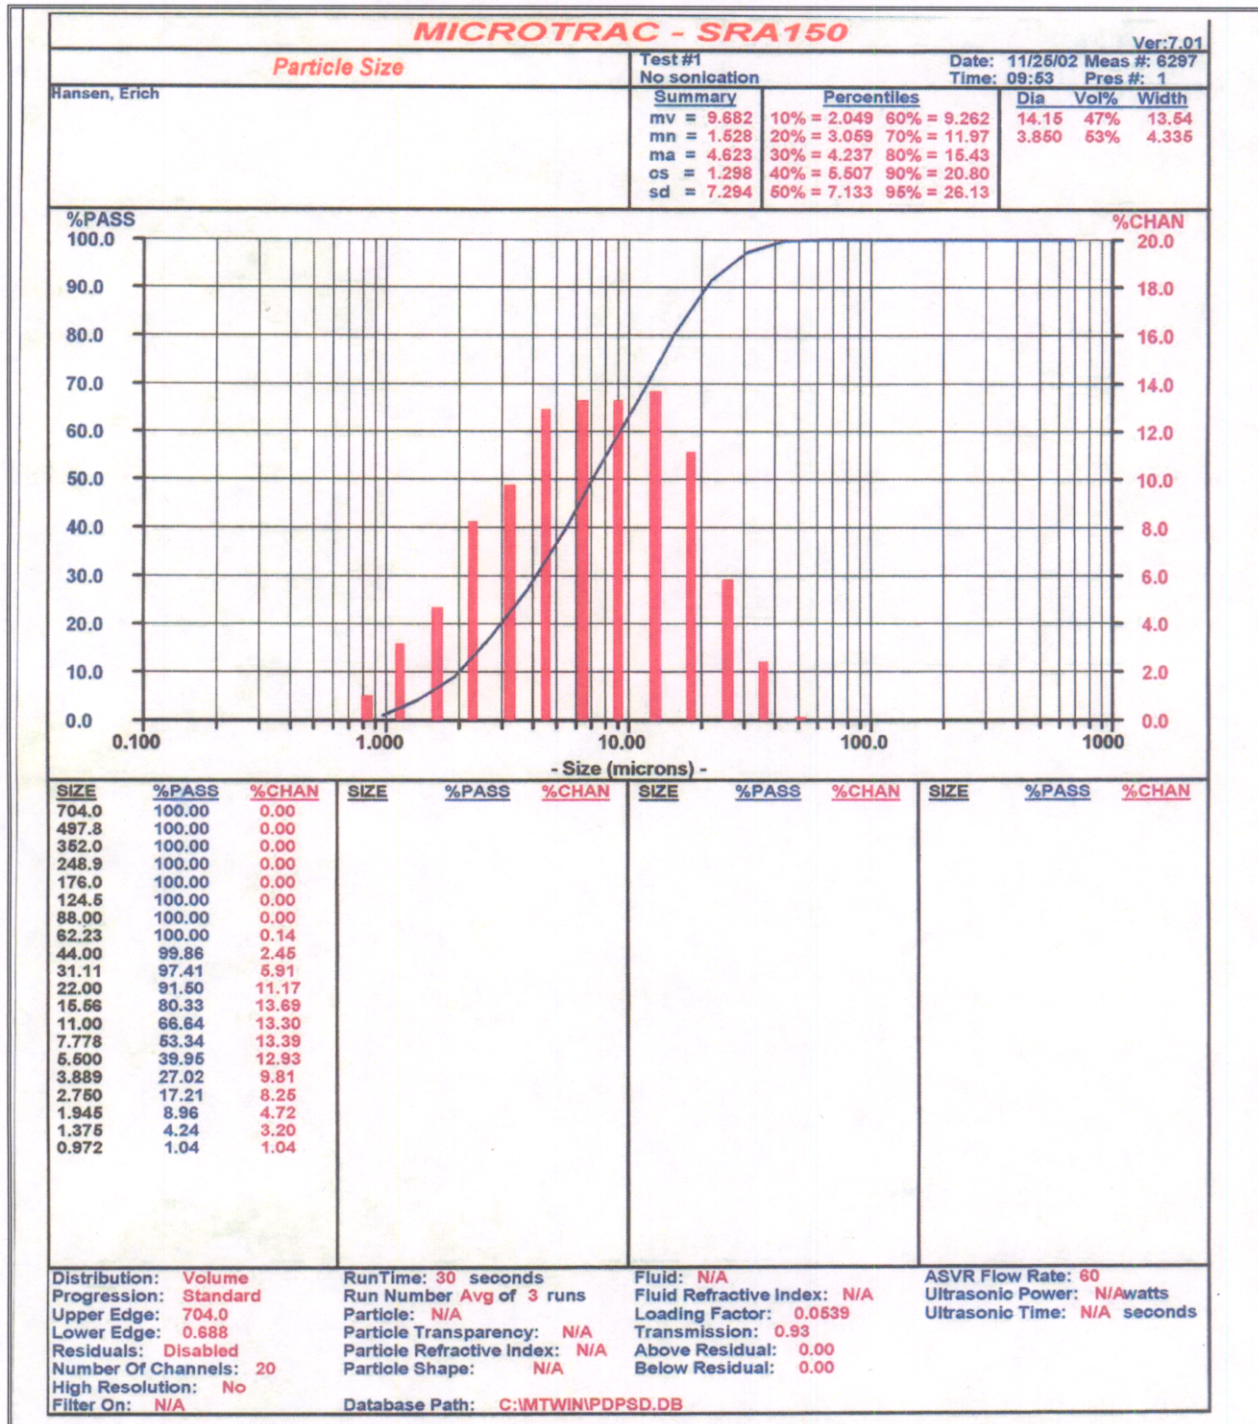 MICROTRAC - SRA150
Ver:7.01
Particle Size
Test #1
No sonication
Date: 11/25/02 Meas #: 6297
Time: 09:53 Pres #: 1
Hansen, Erich
Summary
mv = 9.682
mn = 1.528
ma = 4.623
cs = 1.298
sd = 7.294
Percentiles
10% = 2.049 60% = 9.262
20% = 3.059 70% = 11.97
30% = 4.237 80% = 15.43
40% = 5.507 90% = 20.80
50% = 7.133 95% = 26.13
Dia Vol% Width
14.15 47% 13.54
3.850 53% 4.335
%PASS
%CHAN
100.0
90.0
80.0
70.0
60.0
50.0
40.0
30.0
20.0
10.0
0.0
20.0
18.0
16.0
14.0
12.0
10.0
8.0
6.0
4.0
2.0
0.0
0.100 1.000 10.00 100.0 1000
- Size (microns) -
SIZE %PASS %CHAN SIZE %PASS %CHAN SIZE %PASS %CHAN SIZE %PASS %CHAN
704.0 100.00 0.00
497.8 100.00 0.00
352.0 100.00 0.00
248.9 100.00 0.00
176.0 100.00 0.00
124.5 100.00 0.00
88.00 100.00 0.00
62.23 100.00 0.14
44.00 99.86 2.45
31.11 97.41 5.91
22.00 91.50 11.17
15.56 80.33 13.69
11.00 66.64 13.30
7.778 53.34 13.39
5.500 39.95 12.93
3.889 27.02 9.81
2.750 17.21 8.25
1.945 8.96 4.72
1.375 4.24 3.20
0.972 1.04 1.04
Distribution: Volume
Progression: Standard
Upper Edge: 704.0
Lower Edge: 0.688
Residuals: Disabled
Number Of Channels: 20
High Resolution: No
Filter On: N/A
RunTime: 30 seconds
Run Number Avg of 3 runs
Particle: N/A
Particle Transparency: N/A
Particle Refractive Index: N/A
Particle Shape: N/A
Database Path: C:\MTWIN\PDPSD.DB
Fluid: N/A
Fluid Refractive Index: N/A
Loading Factor: 0.0539
Transmission: 0.93
Above Residual: 0.00
Below Residual: 0.00
ASVR Flow Rate: 60
Ultrasonic Power: N/Awatts
Ultrasonic Time: N/A seconds